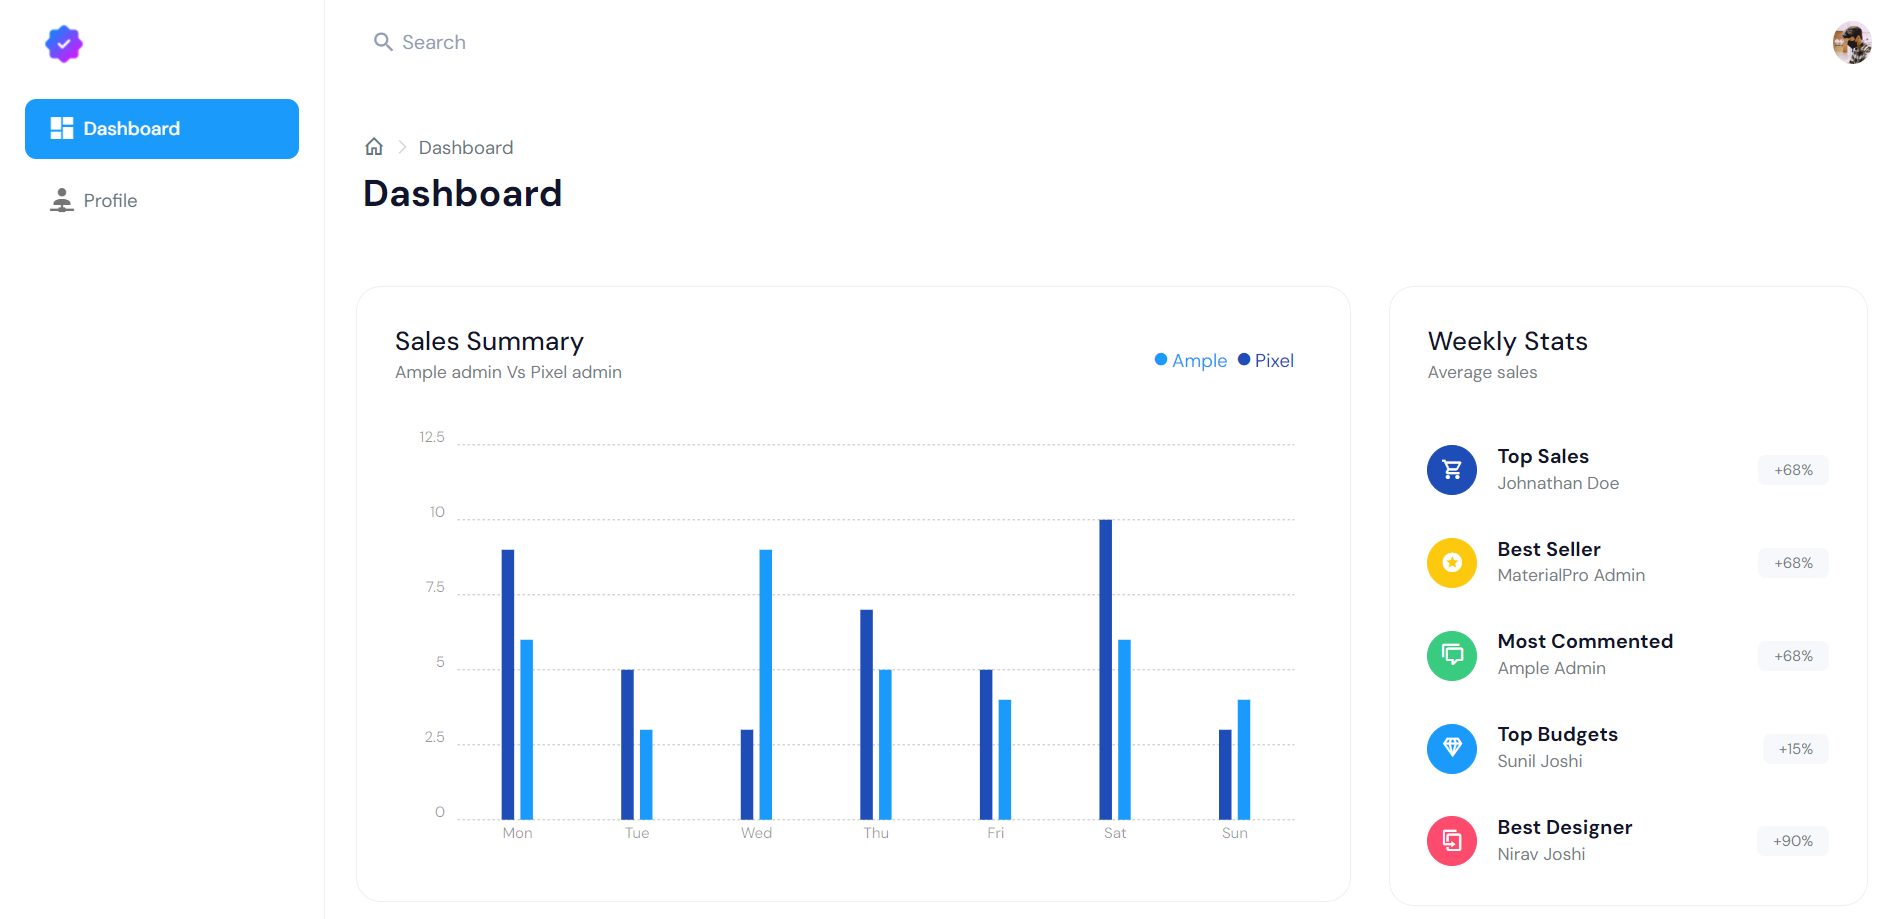 Search
Dashboard
Profile
Dashboard
Dashboard
Sales Summary
Ample admin Vs Pixel admin
Ample Pixel
12.5
10
7.5
5
2.5
0
Mon Tue Wed Thu Fri Sat Sun
Weekly Stats
Average sales
Top Sales
Johnathan Doe
+68%
Best Seller
MaterialPro Admin
+68%
Most Commented
Ample Admin
+68%
Top Budgets
Sunil Joshi
+15%
Best Designer
Nirav Joshi
+90%